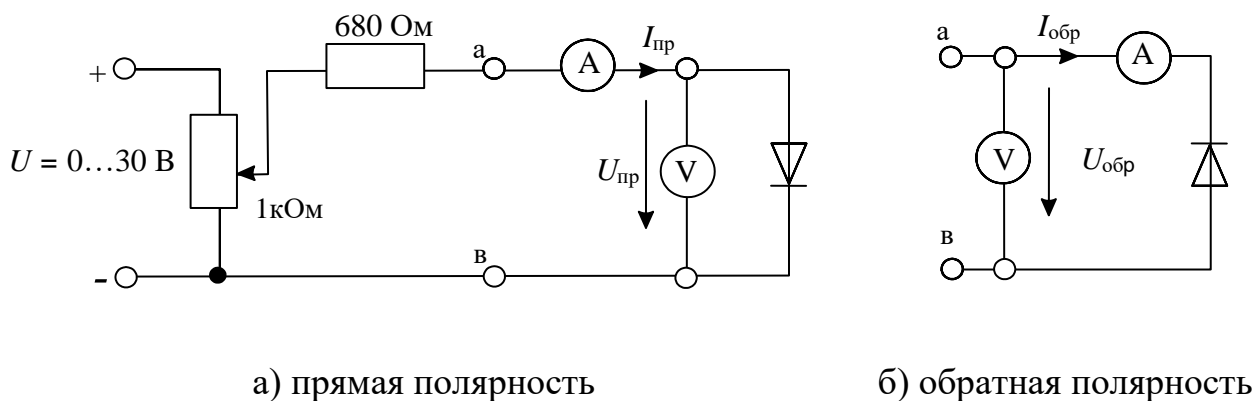 680 Ом
а
A
Iпр
+
U = 0…30 В
1кОм
Uпр
V
в
-
а) прямая полярность
а
Iобр
A
V
Uобр
в
б) обратная полярность